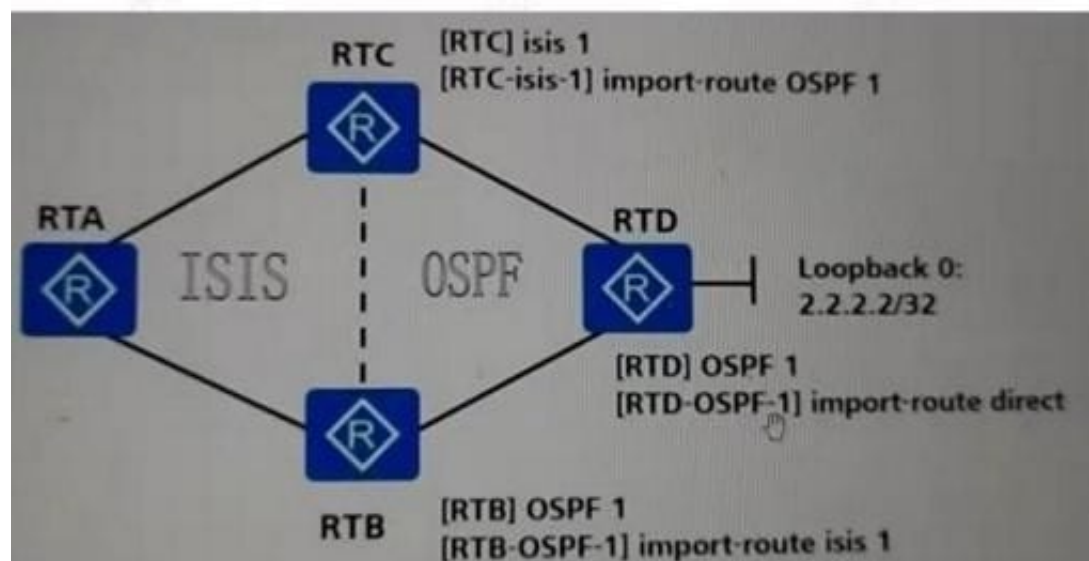 RTC
[RTC] isis 1
[RTC-isis-1] import-route OSPF 1
R
RTA
R
ISIS
OSPF
RTD
R
Loopback 0:
2.2.2.2/32
[RTD] OSPF 1
[RTD-OSPF-1] import-route direct
R
RTB
[RTB] OSPF 1
[RTB-OSPF-1] import-route isis 1